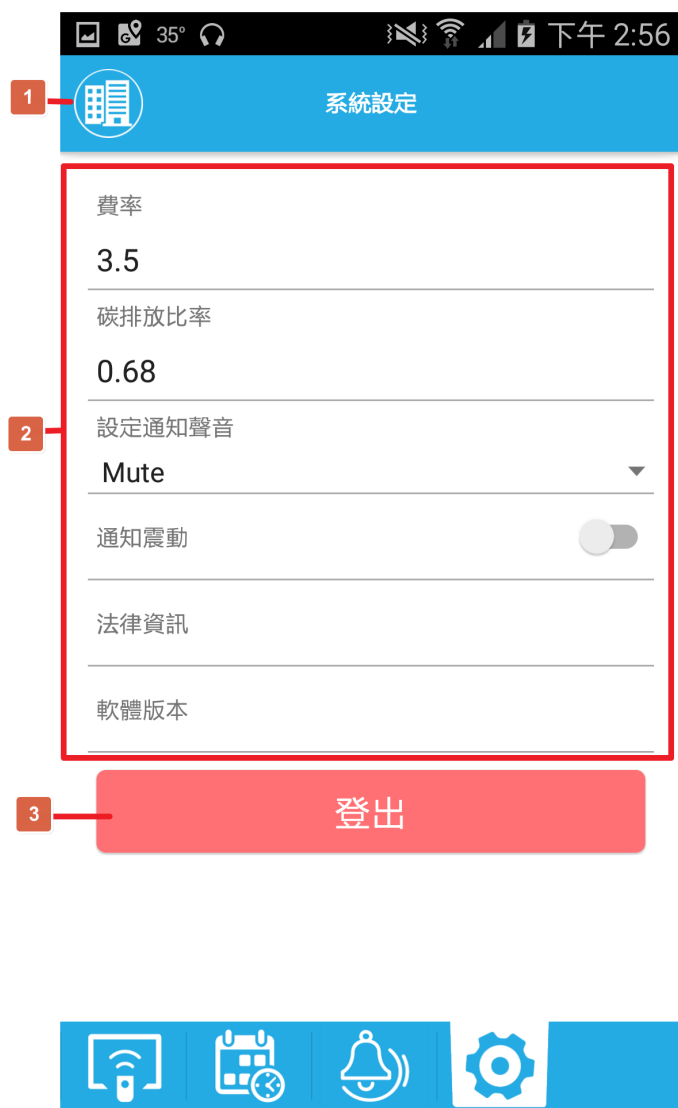 35° 下午 2:56
1
系統設定
費率
3.5
碳排放比率
0.68
2
設定通知聲音
Mute
通知震動
法律資訊
軟體版本
3
登出